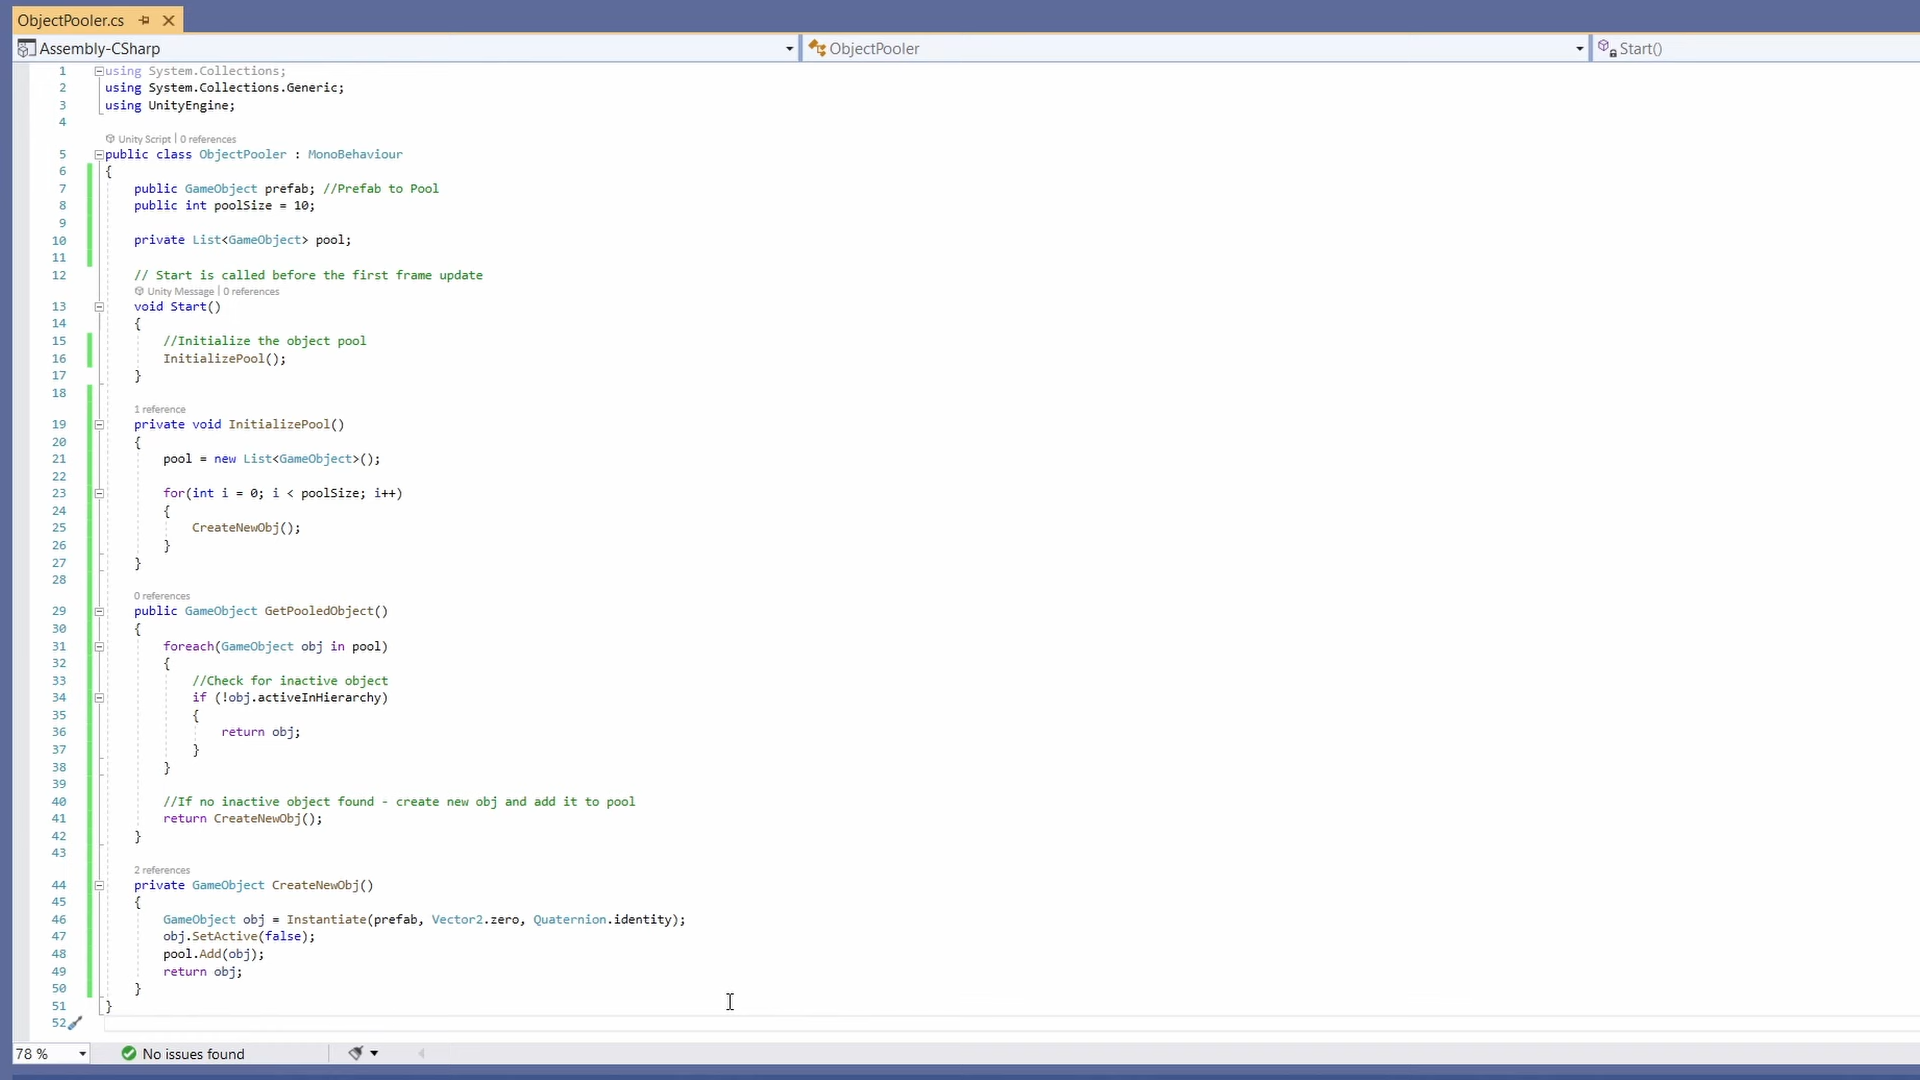 ObjectPooler.cs
Assembly-CSharp
ObjectPooler
Start()
1 using System.Collections;
2 using System.Collections.Generic;
3 using UnityEngine;
4
Unity Script | 0 references
5 public class ObjectPooler : MonoBehaviour
6 {
7 public GameObject prefab; //Prefab to Pool
8 public int poolSize = 10;
9
10 private List<GameObject> pool;
11
12 // Start is called before the first frame update
Unity Message | 0 references
13 void Start()
14 {
15 //Initialize the object pool
16 InitializePool();
17 }
18
1 reference
19 private void InitializePool()
20 {
21 pool = new List<GameObject>();
22
23 for(int i = 0; i < poolSize; i++)
24 {
25 CreateNewObj();
26 }
27 }
28
0 references
29 public GameObject GetPooledObject()
30 {
31 foreach(GameObject obj in pool)
32 {
33 //Check for inactive object
34 if (!obj.activeInHierarchy)
35 {
36 return obj;
37 }
38 }
39
40 //If no inactive object found - create new obj and add it to pool
41 return CreateNewObj();
42 }
43
2 references
44 private GameObject CreateNewObj()
45 {
46 GameObject obj = Instantiate(prefab, Vector2.zero, Quaternion.identity);
47 obj.SetActive(false);
48 pool.Add(obj);
49 return obj;
50 }
51 }
52
78 %
No issues found